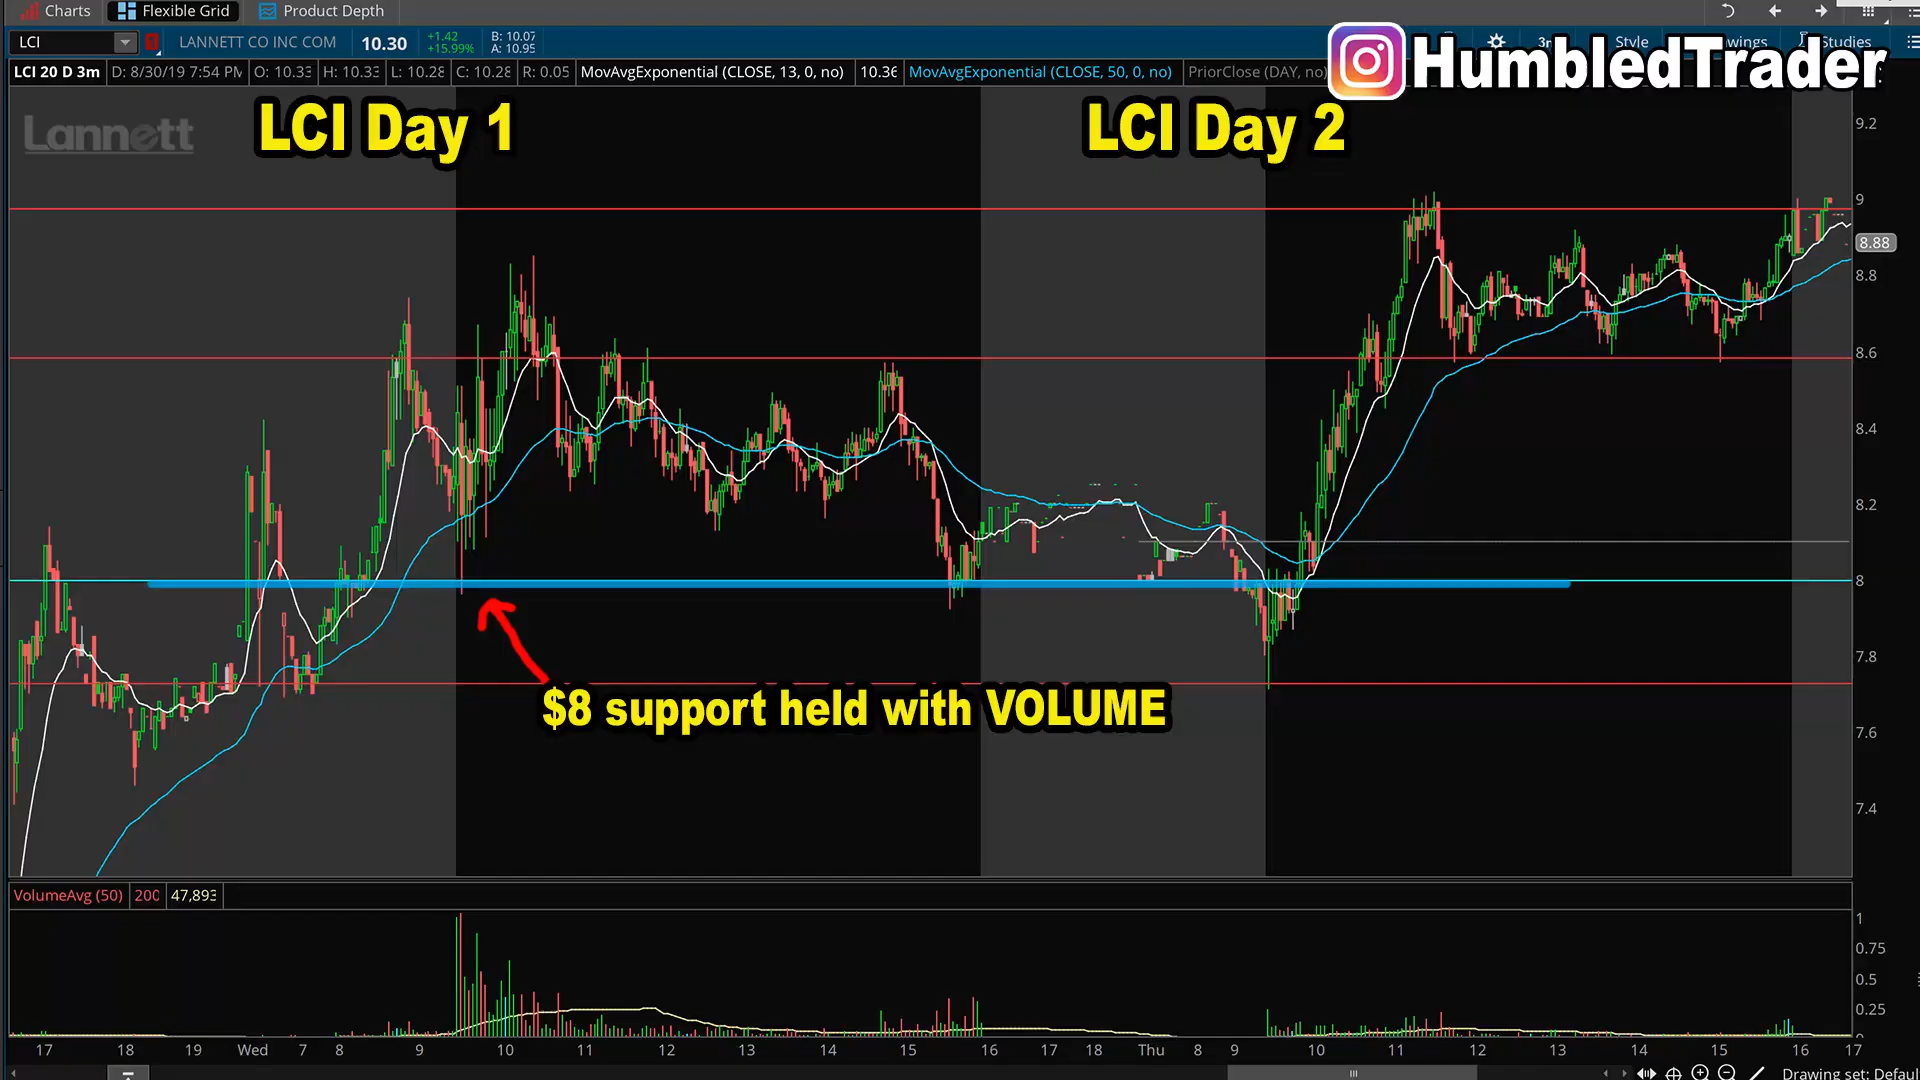 Charts Flexible Grid Product Depth
LCI LANNETT CO INC COM 10.30 +1.42 +15.99% B: 10.07 A: 10.95 Style Studies
HumbledTrader
LCI 20 D 3m D: 8/30/19 7:54 PM O: 10.33 H: 10.33 L: 10.28 C: 10.28 R: 0.05 MovAvgExponential (CLOSE, 13, 0, no) 10.36 MovAvgExponential (CLOSE, 50, 0, no) PriorClose (DAY, no)
Lannett
LCI Day 1
LCI Day 2
9.2
9
8.88
8.8
8.6
8.4
8.2
8
7.8
$8 support held with VOLUME
7.6
7.4
VolumeAvg (50) 200 47,893
1
0.75
0.5
0.25
17 18 19 Wed 7 8 9 10 11 12 13 14 15 16 17 18 Thu 8 9 10 11 12 13 14 15 16 17
Drawing set: Defaul